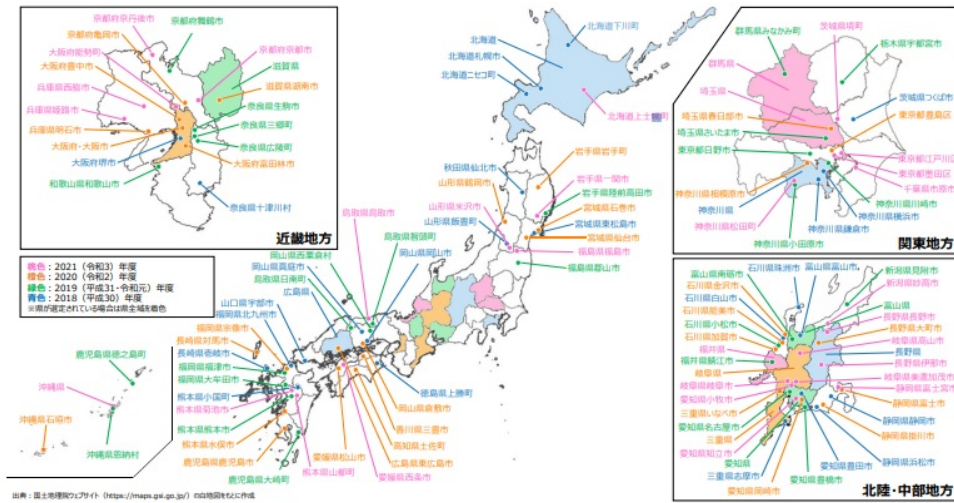 京都府京丹後市
京都府舞鶴市
京都府亀岡市
大阪府能勢町
大阪府豊中市
兵庫県西脇市
兵庫県姫路市
兵庫県明石市
大阪府・大阪市
大阪府堺市
和歌山県和歌山市
京都府京都市
滋賀県
滋賀県湖南市
奈良県生駒市
奈良県三郷町
奈良県広陵町
大阪府富田林市
奈良県十津川村
近畿地方
桃色：2021（令和3）年度
橙色：2020（令和2）年度
緑色：2019（平成31・令和元）年度
青色：2018（平成30）年度
※県が選定されている場合は県全域を着色
北海道下川町
北海道
北海道札幌市
北海道ニセコ町
北海道上士幌町
岩手県岩手町
秋田県仙北市
山形県鶴岡市
岩手県一関市
岩手県陸前高田市
山形県米沢市
宮城県石巻市
山形県飯豊町
宮城県東松島市
宮城県仙台市
福島県福島市
福島県郡山市
鳥取県鳥取市
鳥取県智頭町
岡山県西粟倉村
岡山県岡山市
岡山県真庭市
鳥取県日南町
広島県
山口県宇部市
福岡県北九州市
福岡県宗像市
長崎県対馬市
長崎県壱岐市
福岡県福津市
福岡県大牟田市
熊本県小国町
熊本県菊池市
熊本県熊本市
熊本県水俣市
鹿児島県鹿児島市
鹿児島県大崎町
熊本県山都町
愛媛県松山市
愛媛県西条市
広島県東広島市
高知県土佐町
香川県三豊市
岡山県倉敷市
徳島県上勝町
鹿児島県徳之島町
沖縄県
沖縄県石垣市
沖縄県恩納村
群馬県みなかみ町
茨城県境町
栃木県宇都宮市
群馬県
埼玉県
茨城県つくば市
埼玉県春日部市
東京都豊島区
埼玉県さいたま市
東京都日野市
東京都江戸川区
東京都墨田区
千葉県市原市
神奈川県相模原市
神奈川県川崎市
神奈川県
神奈川県横浜市
神奈川県松田町
神奈川県鎌倉市
神奈川県小田原市
関東地方
石川県珠洲市
富山県富山市
富山県南砺市
新潟県見附市
石川県金沢市
新潟県妙高市
石川県白山市
富山県
石川県能美市
長野県長野市
石川県小松市
長野県大町市
石川県加賀市
岐阜県高山市
福井県
長野県
福井県鯖江市
長野県伊那市
岐阜県
岐阜県美濃加茂市
岐阜県岐阜市
静岡県富士宮市
愛知県小牧市
静岡県富士市
三重県いなべ市
静岡県静岡市
愛知県名古屋市
静岡県掛川市
三重県
愛知県知立市
静岡県浜松市
愛知県
愛知県豊田市
三重県志摩市
愛知県豊橋市
愛知県岡崎市
北陸・中部地方
出典：国土地理院ウェブサイト（https://maps.gsi.go.jp/）の白地図をもとに作成